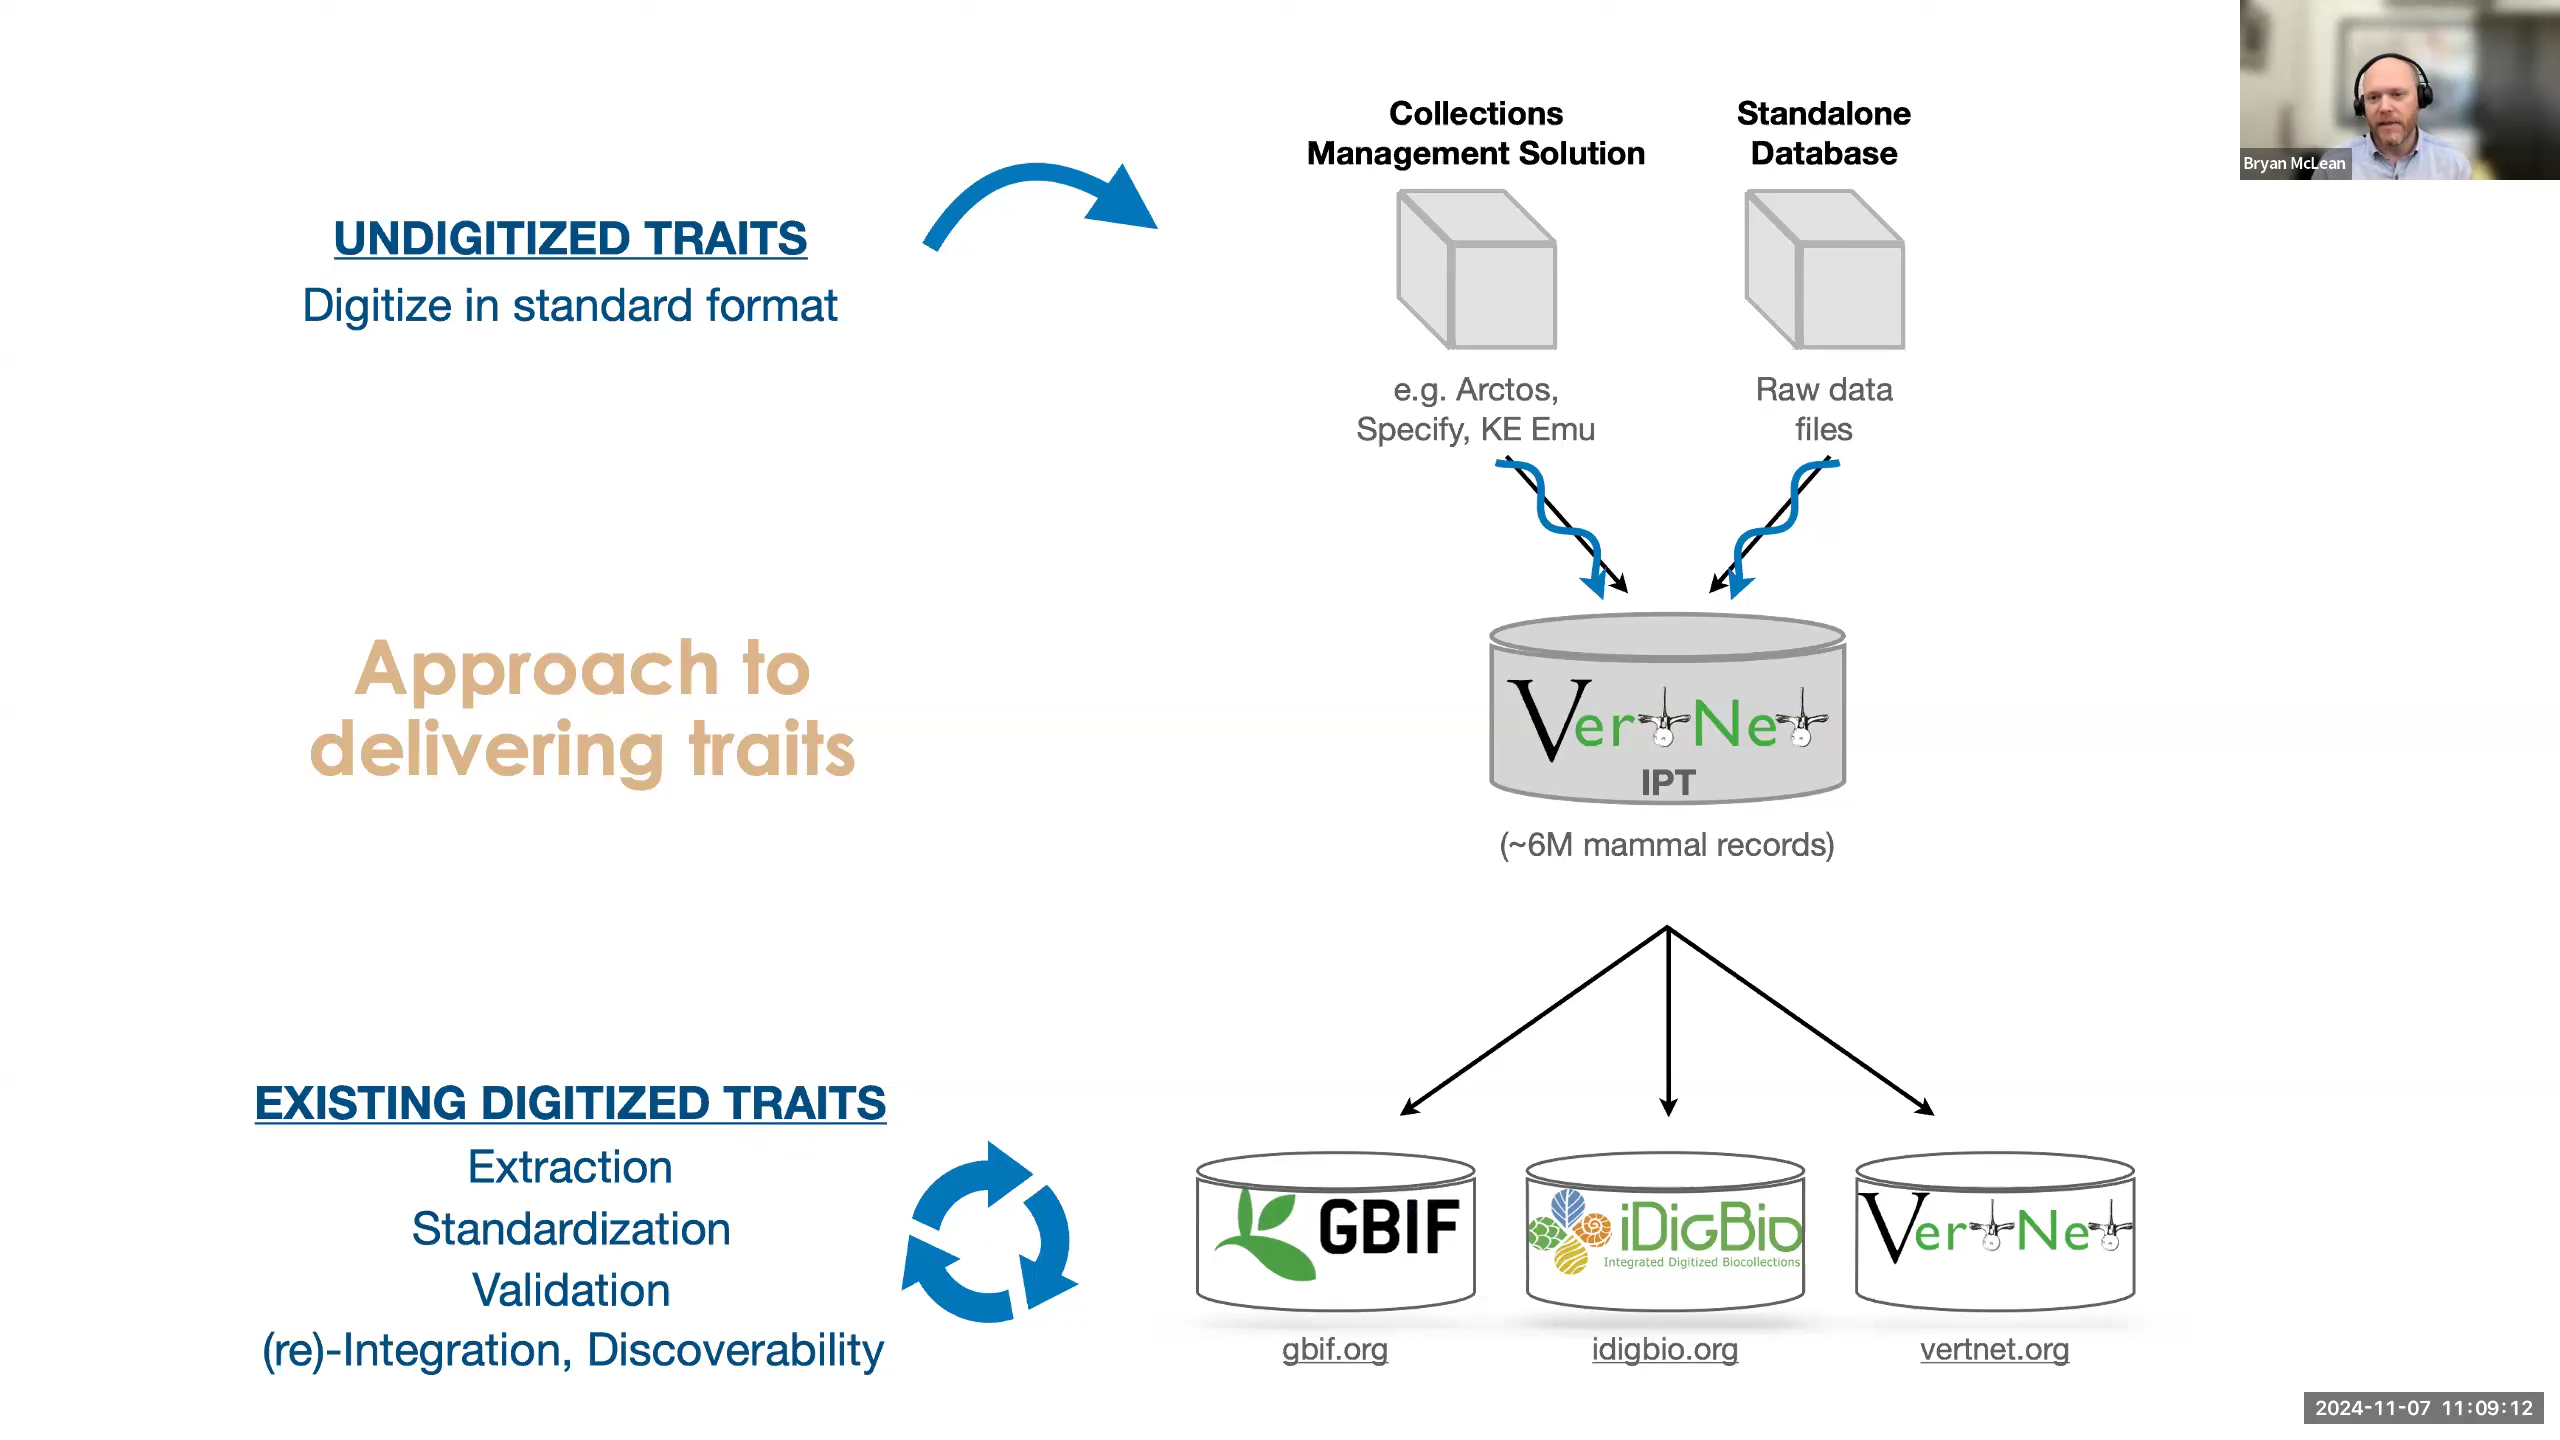 Collections
Management Solution
Standalone
Database
Bryan McLean
UNDIGITIZED TRAITS
Digitize in standard format
e.g. Arctos,
Specify, KE Emu
Raw data
files
Approach to
delivering traits
VertNet
IPT
(~6M mammal records)
EXISTING DIGITIZED TRAITS
Extraction
Standardization
Validation
(re)-Integration, Discoverability
GBIF
iDigBio
Integrated Digitized Biocollections
VertNet
gbif.org
idigbio.org
vertnet.org
2024-11-07 11:09:12